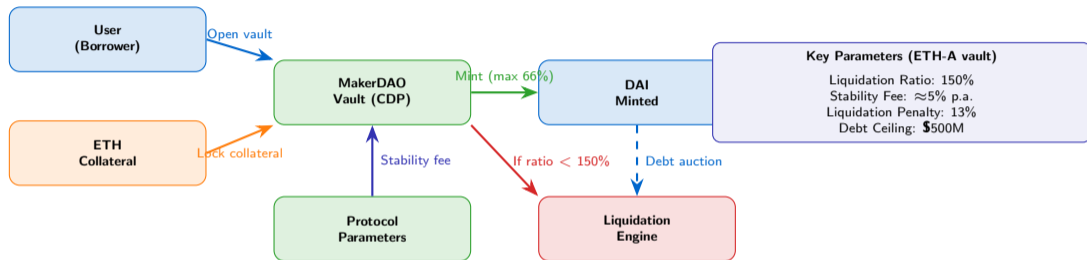 User
(Borrower)
Open vault
ETH
Collateral
Lock collateral
MakerDAO
Vault (CDP)
Mint (max 66%)
DAI
Minted
Stability fee
If ratio < 150%
Debt auction
Protocol
Parameters
Liquidation
Engine
Key Parameters (ETH-A vault)
Liquidation Ratio: 150%
Stability Fee: ≈5% p.a.
Liquidation Penalty: 13%
Debt Ceiling: $500M